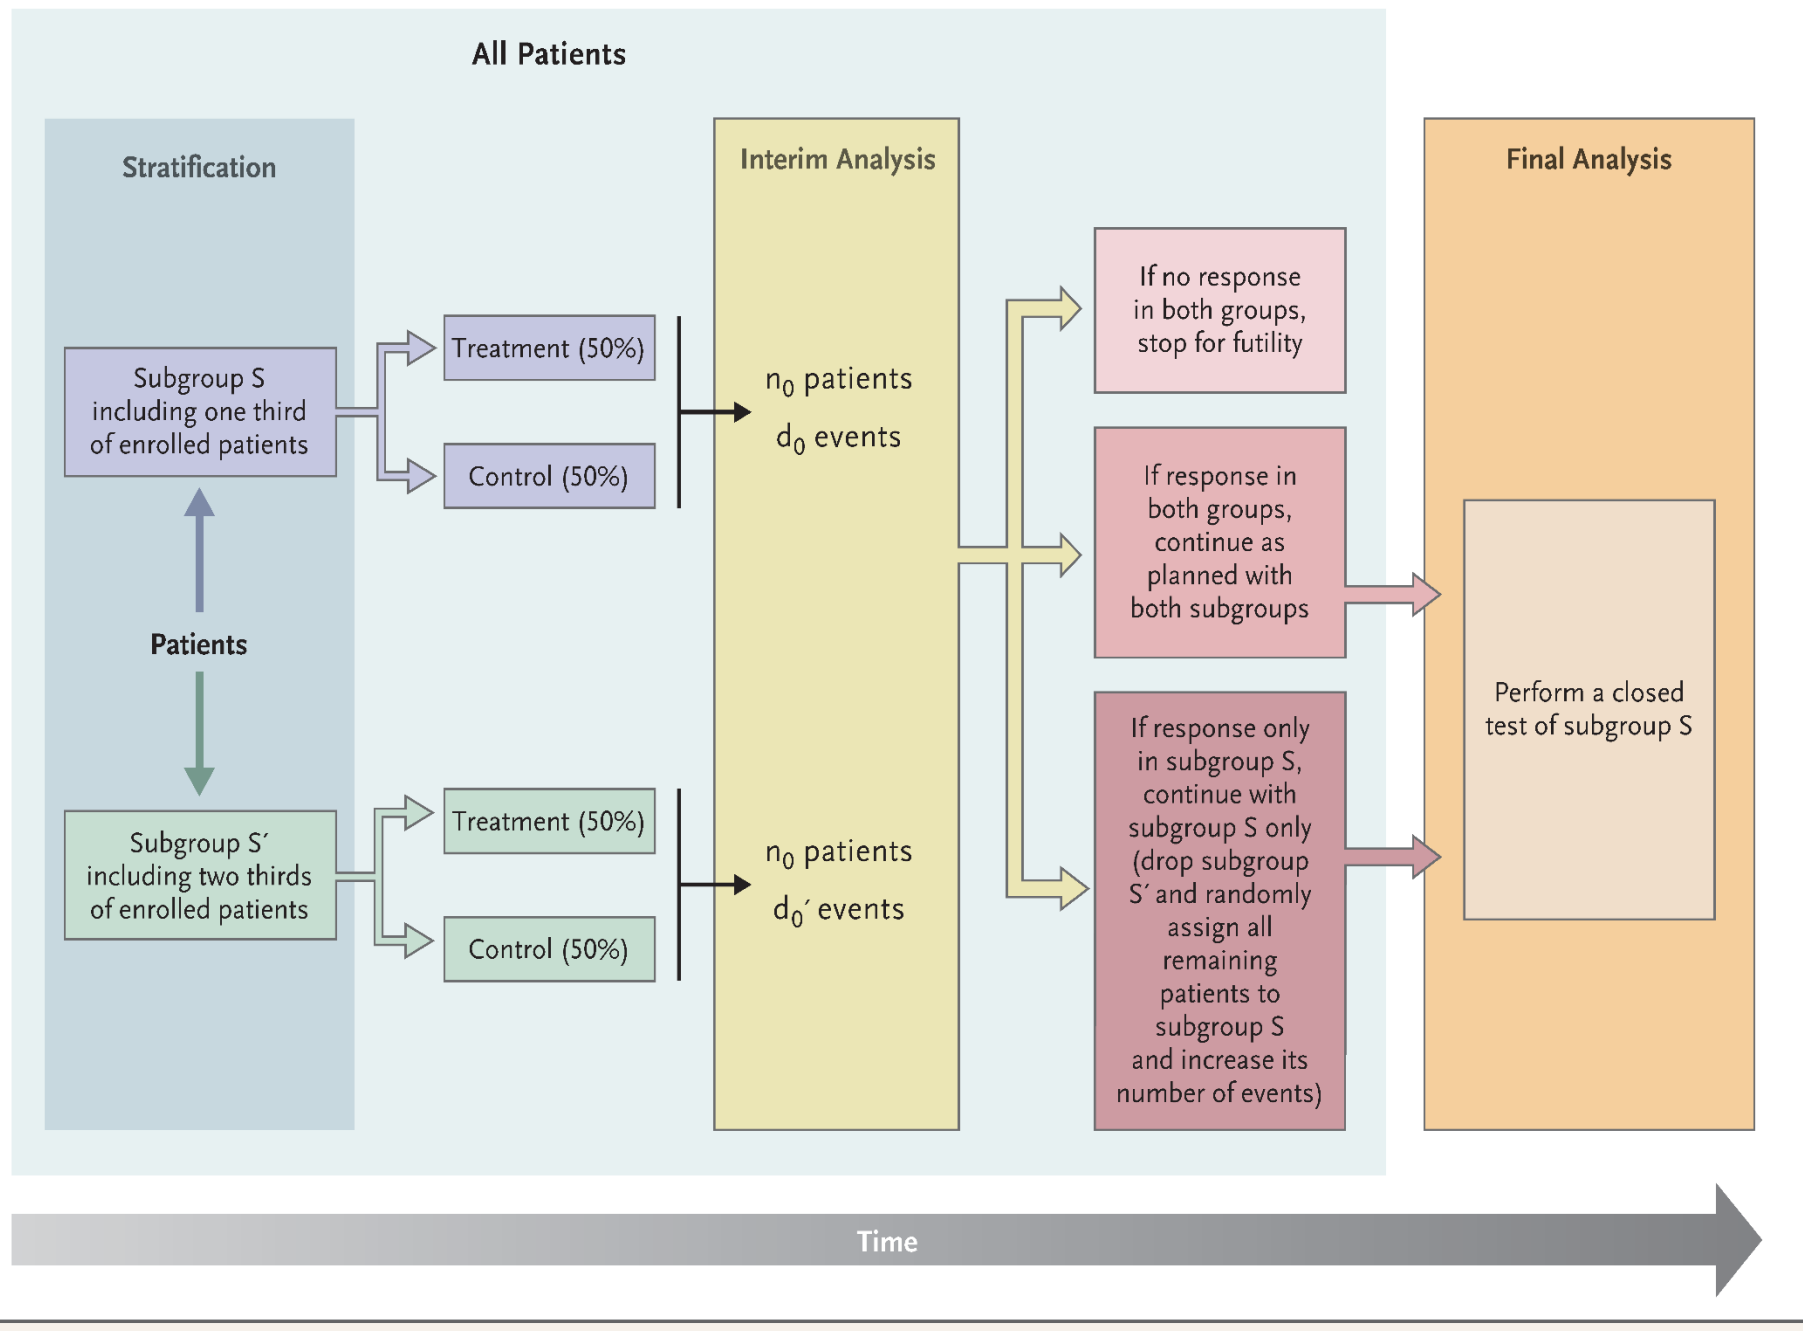 All Patients
Stratification
Subgroup S
including one third
of enrolled patients
Patients
Subgroup S´
including two thirds
of enrolled patients
Treatment (50%)
Control (50%)
Treatment (50%)
Control (50%)
Interim Analysis
n0 patients
d0 events
n0 patients
d0´ events
If no response
in both groups,
stop for futility
If response in
both groups,
continue as
planned with
both subgroups
If response only
in subgroup S,
continue with
subgroup S only
(drop subgroup
S´ and randomly
assign all
remaining
patients to
subgroup S
and increase its
number of events)
Final Analysis
Perform a closed
test of subgroup S
Time